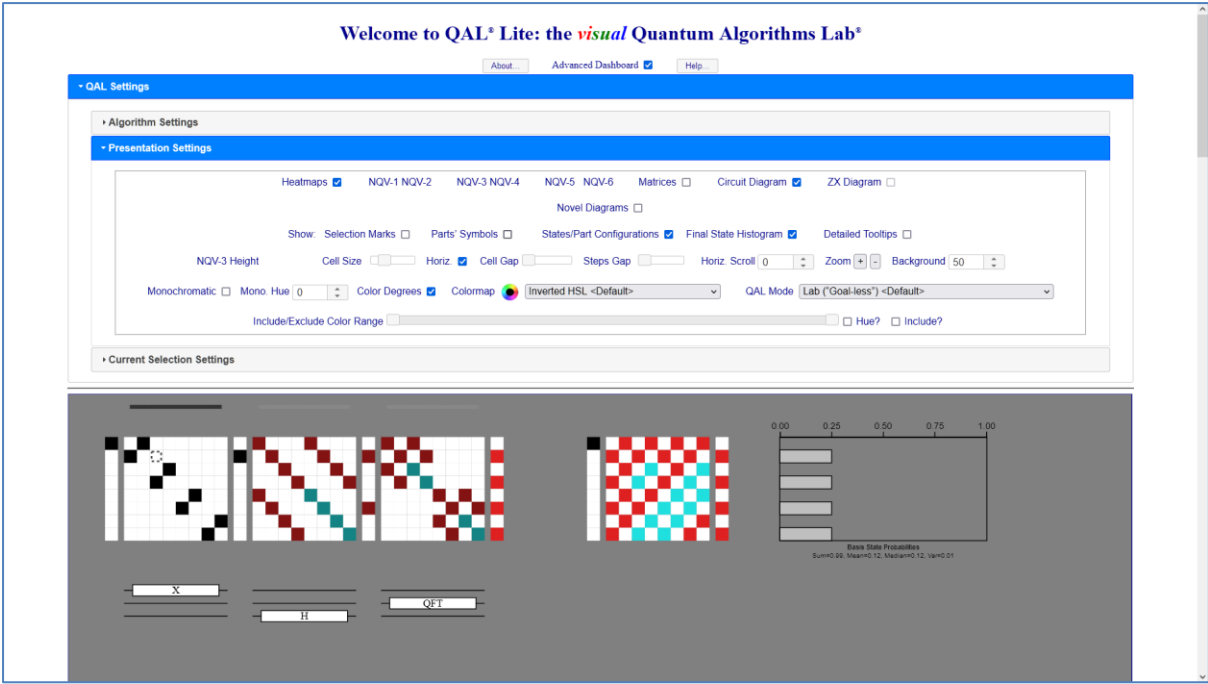 Welcome to QAL® Lite: the visual Quantum Algorithms Lab®
About... Advanced Dashboard Help...
QAL Settings
Algorithm Settings
Presentation Settings
Heatmaps NQV-1 NQV-2 NQV-3 NQV-4 NQV-5 NQV-6 Matrices Circuit Diagram ZX Diagram
Novel Diagrams
Show: Selection Marks Parts' Symbols States/Part Configurations Final State Histogram Detailed Tooltips
NQV-3 Height Cell Size Horiz. Cell Gap Steps Gap Horiz. Scroll 0 Zoom + - Background 50
Monochromatic Mono. Hue 0 Color Degrees Colormap Inverted HSL <Default> QAL Mode Lab ("Goal-less") <Default>
Include/Exclude Color Range Hue? Include?
Current Selection Settings
0.00 0.25 0.50 0.75 1.00
Basis State Probabilities
Sum=0.99, Mean=0.12, Median=0.12, Var=0.01
X
QFT
H